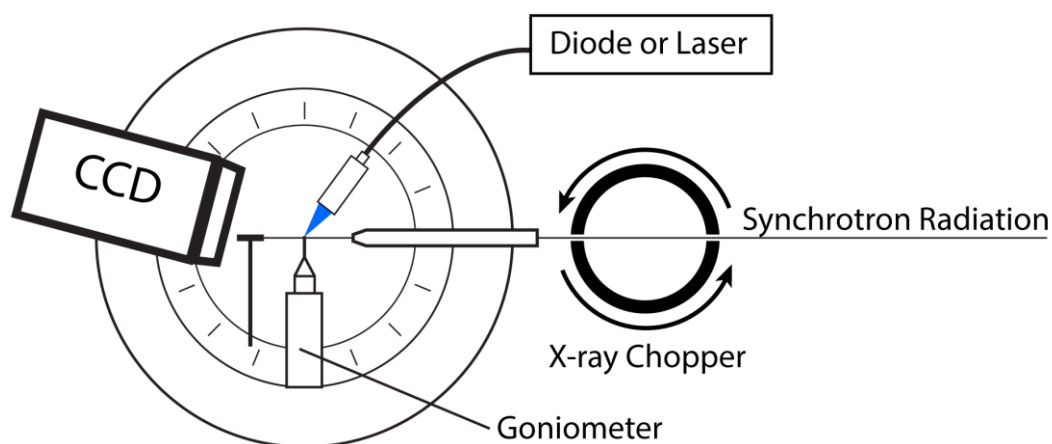 Diode or Laser
CCD
Synchrotron Radiation
X-ray Chopper
Goniometer